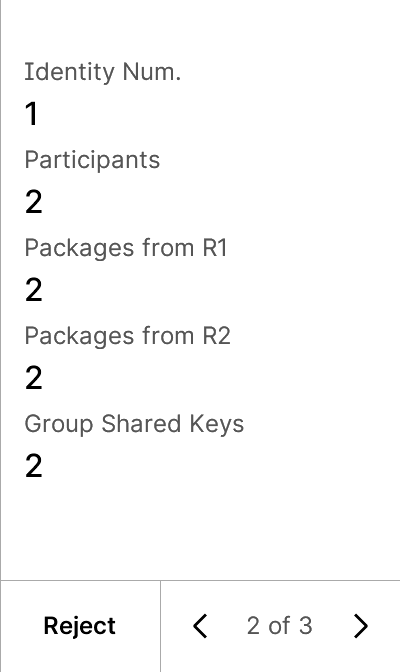 Identity Num.
1
Participants
2
Packages from R1
2
Packages from R2
2
Group Shared Keys
2
Reject
2 of 3